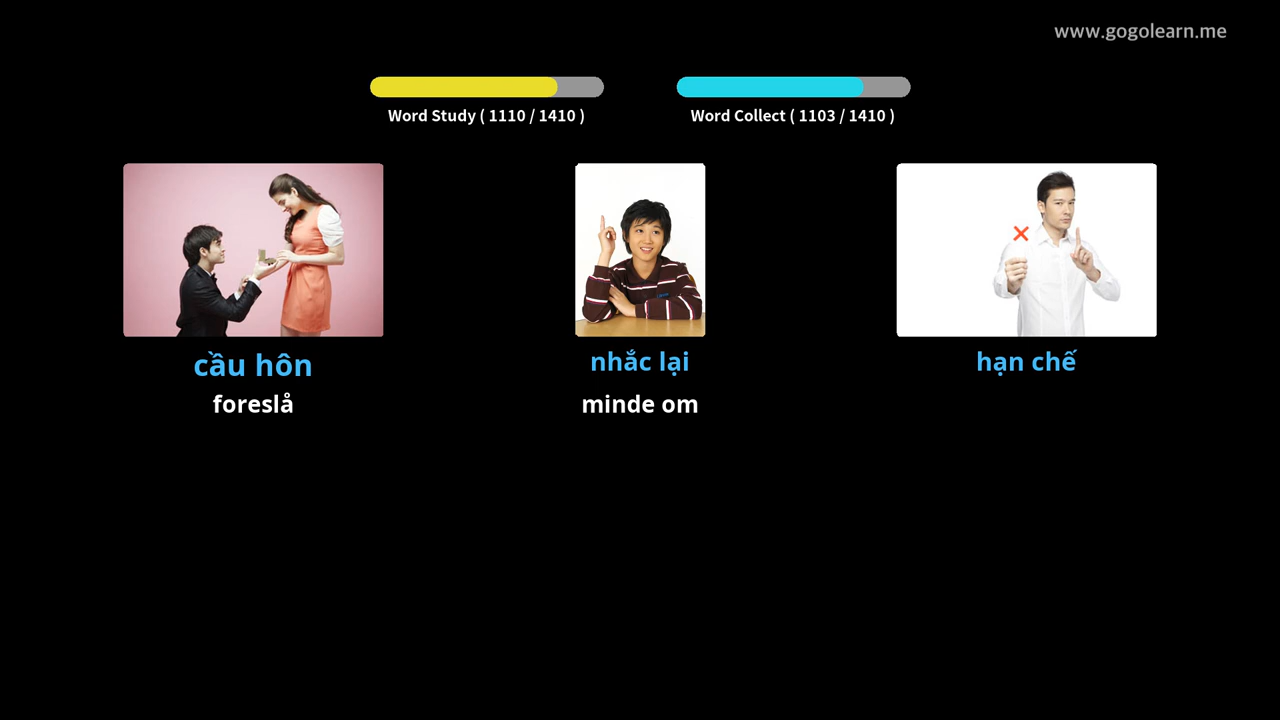 www.gogolearn.me
Word Study ( 1110 / 1410 )
Word Collect ( 1103 / 1410 )
cầu hôn
nhắc lại
hạn chế
foreslå
minde om